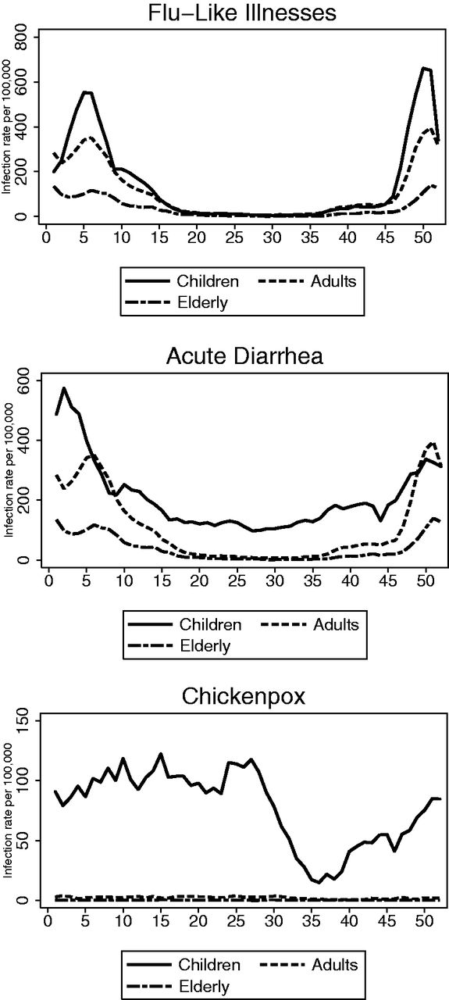 Flu–Like Illnesses
Infection rate per 100,000
800
600
400
200
0
0 5 10 15 20 25 30 35 40 45 50
Children Adults
Elderly
Acute Diarrhea
Infection rate per 100,000
600
400
200
0
0 5 10 15 20 25 30 35 40 45 50
Children Adults
Elderly
Chickenpox
Infection rate per 100,000
150
100
50
0
0 5 10 15 20 25 30 35 40 45 50
Children Adults
Elderly